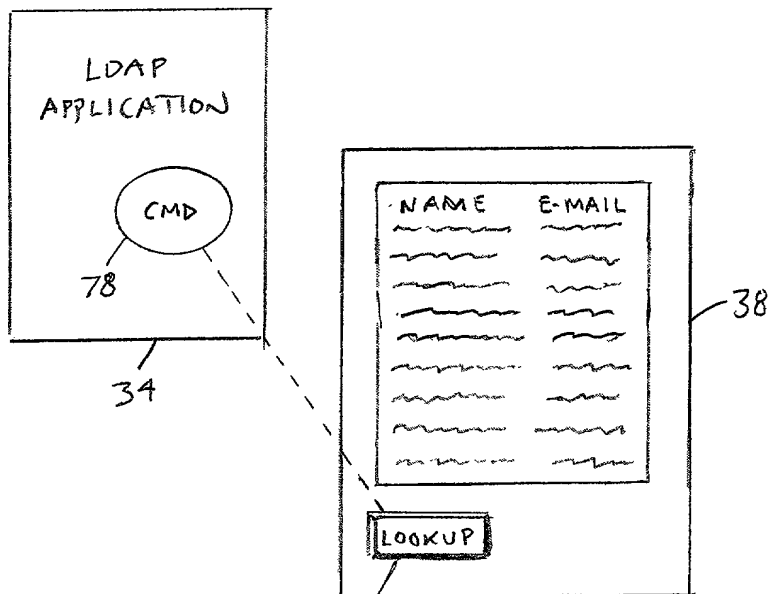 LDAP
APPLICATION
CMD
78
34
NAME E-MAIL
38
LOOKUP